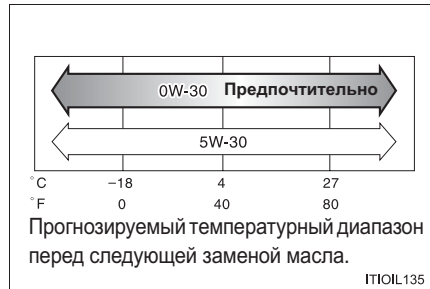 0W-30 Предпочтительно
5W-30
°C −18 4 27
°F 0 40 80
Прогнозируемый температурный диапазон
перед следующей заменой масла.
ITIOIL135